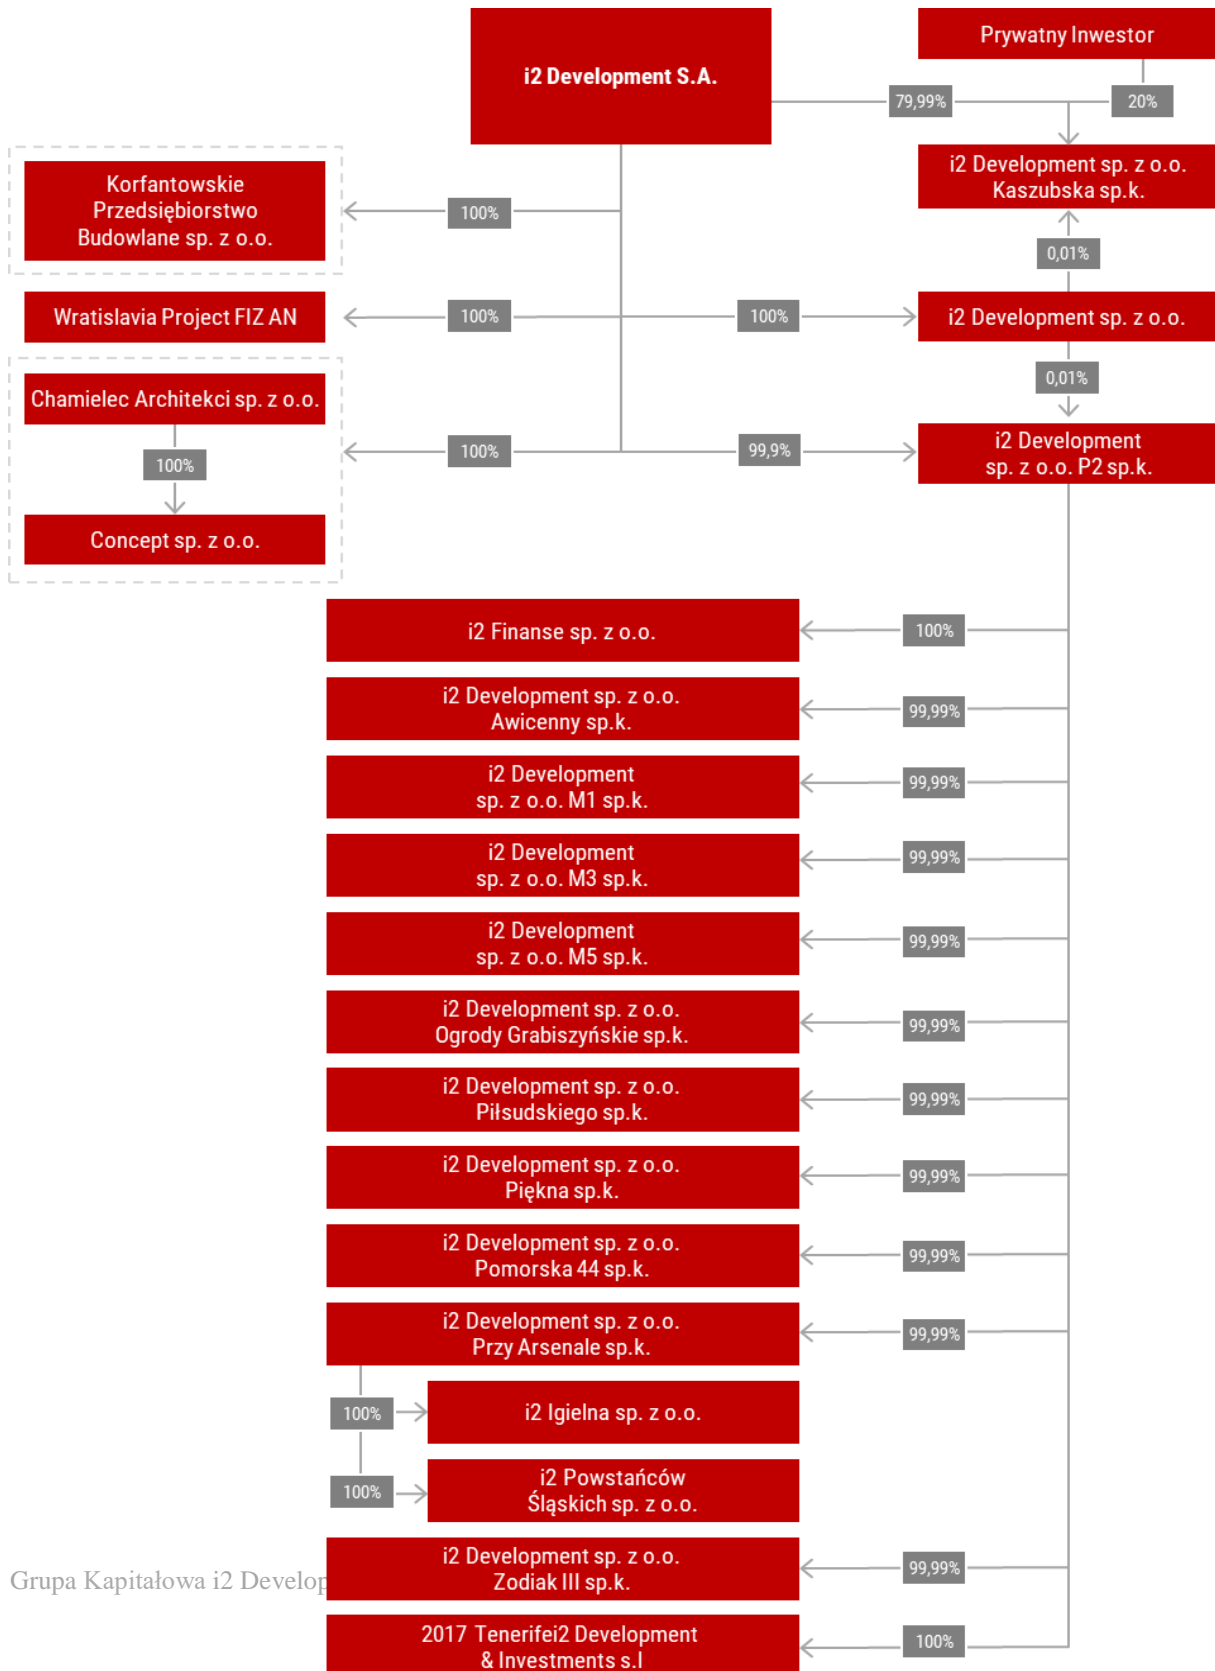 i2 Development S.A.
Prywatny Inwestor
79,99%
20%
i2 Development sp. z o.o.
Kaszubska sp.k.
Korfantowskie
Przedsiębiorstwo
Budowlane sp. z o.o.
100%
0,01%
Wratislavia Project FIZ AN
100%
100%
i2 Development sp. z o.o.
0,01%
Chamielec Architekci sp. z o.o.
100%
100%
99,9%
i2 Development
sp. z o.o. P2 sp.k.
Concept sp. z o.o.
i2 Finanse sp. z o.o.
100%
i2 Development sp. z o.o.
Awicenny sp.k.
99,99%
i2 Development
sp. z o.o. M1 sp.k.
99,99%
i2 Development
sp. z o.o. M3 sp.k.
99,99%
i2 Development
sp. z o.o. M5 sp.k.
99,99%
i2 Development sp. z o.o.
Ogrody Grabiszyńskie sp.k.
99,99%
i2 Development sp. z o.o.
Piłsudskiego sp.k.
99,99%
i2 Development sp. z o.o.
Piękna sp.k.
99,99%
i2 Development sp. z o.o.
Pomorska 44 sp.k.
99,99%
i2 Development sp. z o.o.
Przy Arsenale sp.k.
99,99%
100%
i2 Igielna sp. z o.o.
100%
i2 Powstańców
Śląskich sp. z o.o.
i2 Development sp. z o.o.
Zodiak III sp.k.
99,99%
Grupa Kapitałowa i2 Develop
2017 Tenerifei2 Development
& Investments s.l
100%